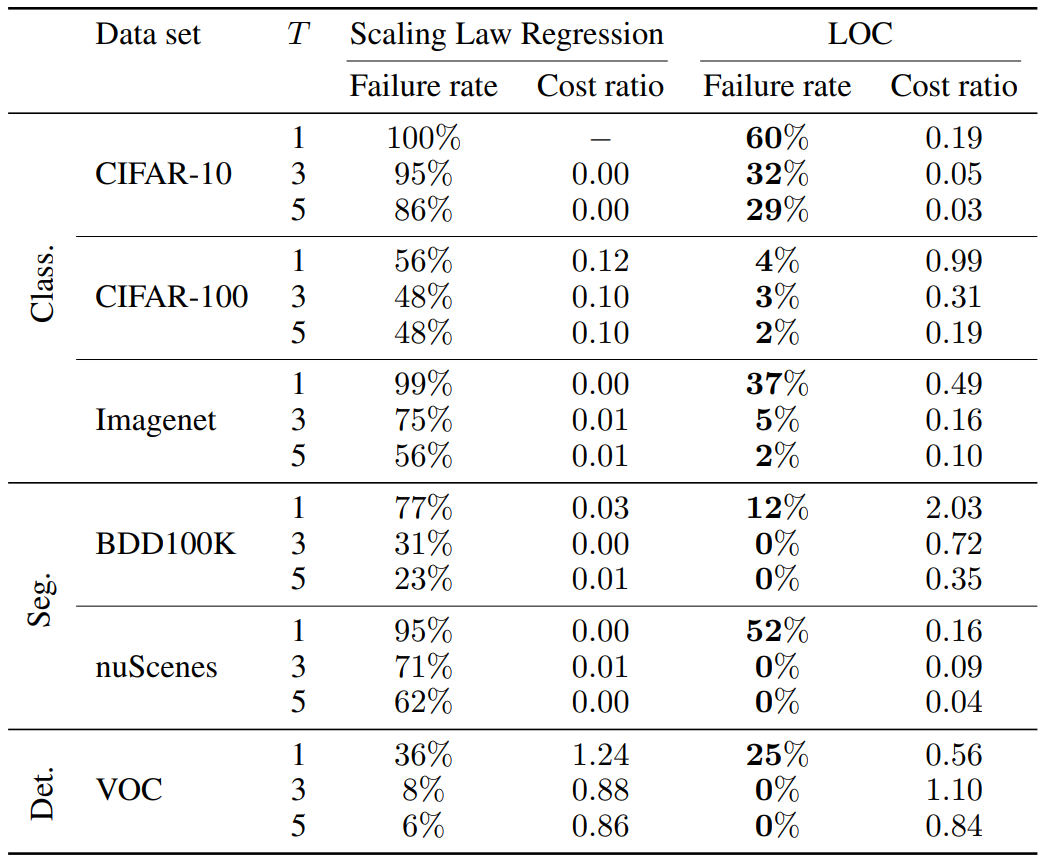 Data set T Scaling Law Regression LOC
Failure rate Cost ratio Failure rate Cost ratio
Class.
1 100% – 60% 0.19
CIFAR-10 3 95% 0.00 32% 0.05
5 86% 0.00 29% 0.03
1 56% 0.12 4% 0.99
CIFAR-100 3 48% 0.10 3% 0.31
5 48% 0.10 2% 0.19
1 99% 0.00 37% 0.49
Imagenet 3 75% 0.01 5% 0.16
5 56% 0.01 2% 0.10
Seg.
1 77% 0.03 12% 2.03
BDD100K 3 31% 0.00 0% 0.72
5 23% 0.01 0% 0.35
1 95% 0.00 52% 0.16
nuScenes 3 71% 0.01 0% 0.09
5 62% 0.00 0% 0.04
Det.
1 36% 1.24 25% 0.56
VOC 3 8% 0.88 0% 1.10
5 6% 0.86 0% 0.84